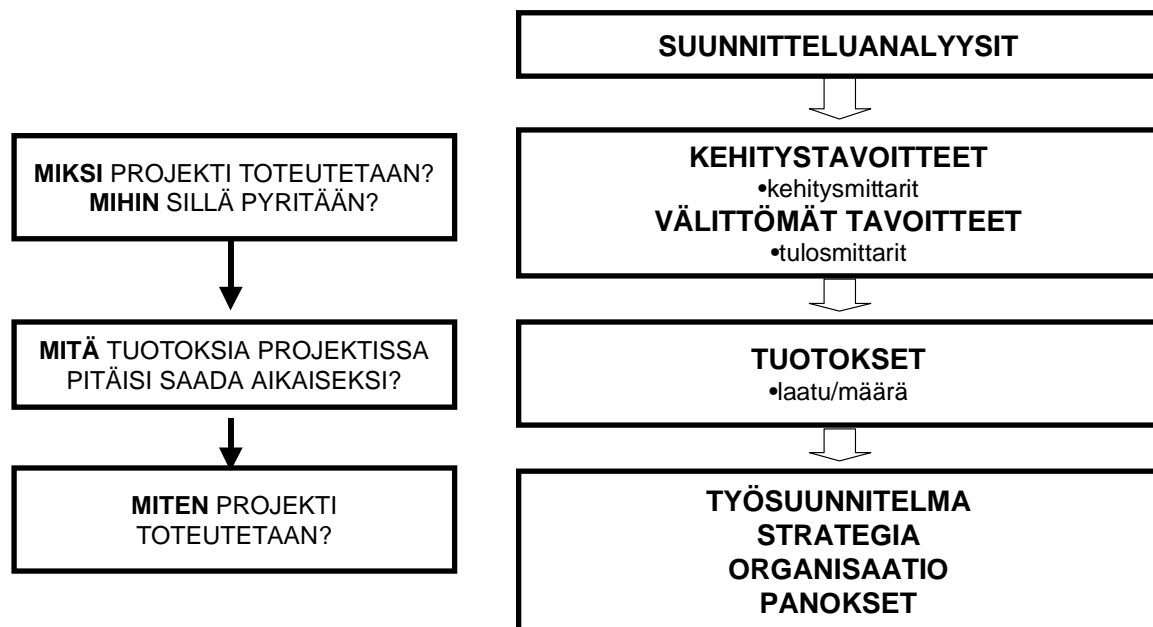 SUUNNITTELUANALYYSIT
MIKSI PROJEKTI TOTEUTETAAN?
MIHIN SILLÄ PYRITÄÄN?
KEHITYSTAVOITTEET
•kehitysmittarit
VÄLITTÖMÄT TAVOITTEET
•tulosmittarit
MITÄ TUOTOKSIA PROJEKTISSA
PITÄISI SAADA AIKAISEKSI?
TUOTOKSET
•laatu/määrä
MITEN PROJEKTI
TOTEUTETAAN?
TYÖSUUNNITELMA
STRATEGIA
ORGANISAATIO
PANOKSET